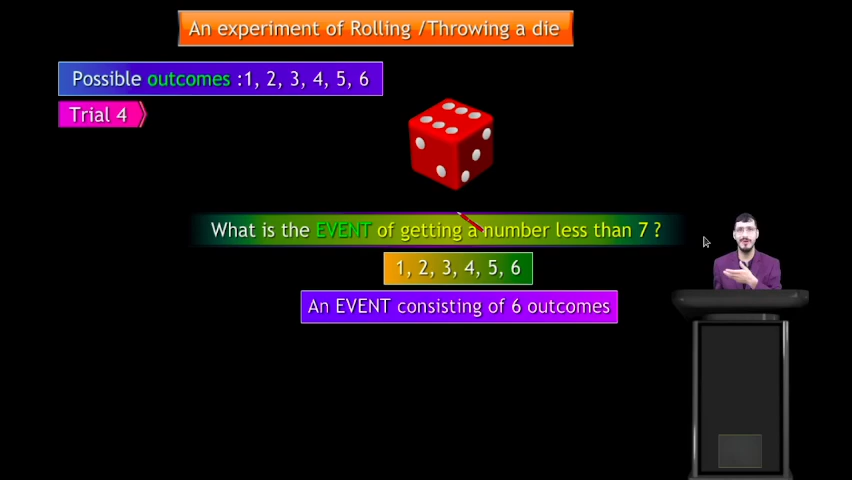 An experiment of Rolling /Throwing a die
Possible outcomes :1, 2, 3, 4, 5, 6
Trial 4
What is the EVENT of getting a number less than 7 ?
1, 2, 3, 4, 5, 6
An EVENT consisting of 6 outcomes